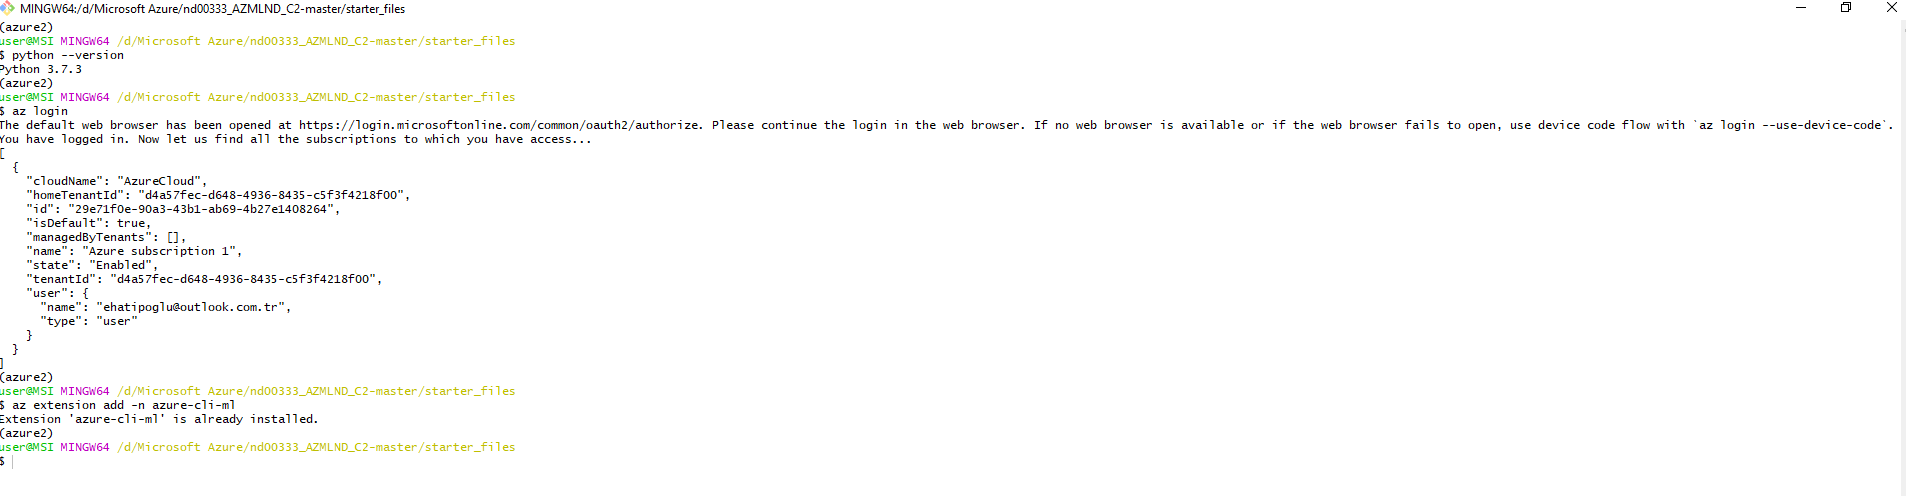 MINGW64:/d/Microsoft Azure/nd00333_AZMLND_C2-master/starter_files
(azure2)
user@MSI MINGW64 /d/Microsoft Azure/nd00333_AZMLND_C2-master/starter_files
$ python --version
Python 3.7.3
(azure2)
user@MSI MINGW64 /d/Microsoft Azure/nd00333_AZMLND_C2-master/starter_files
$ az login
The default web browser has been opened at https://login.microsoftonline.com/common/oauth2/authorize. Please continue the login in the web browser. If no web browser is available or if the web browser fails to open, use device code flow with `az login --use-device-code`.
You have logged in. Now let us find all the subscriptions to which you have access...
[
  {
    "cloudName": "AzureCloud",
    "homeTenantId": "d4a57fec-d648-4936-8435-c5f3f4218f00",
    "id": "29e71f0e-90a3-43b1-ab69-4b27e1408264",
    "isDefault": true,
    "managedByTenants": [],
    "name": "Azure subscription 1",
    "state": "Enabled",
    "tenantId": "d4a57fec-d648-4936-8435-c5f3f4218f00",
    "user": {
      "name": "ehatipoglu@outlook.com.tr",
      "type": "user"
    }
  }
]
(azure2)
user@MSI MINGW64 /d/Microsoft Azure/nd00333_AZMLND_C2-master/starter_files
$ az extension add -n azure-cli-ml
Extension 'azure-cli-ml' is already installed.
(azure2)
user@MSI MINGW64 /d/Microsoft Azure/nd00333_AZMLND_C2-master/starter_files
$